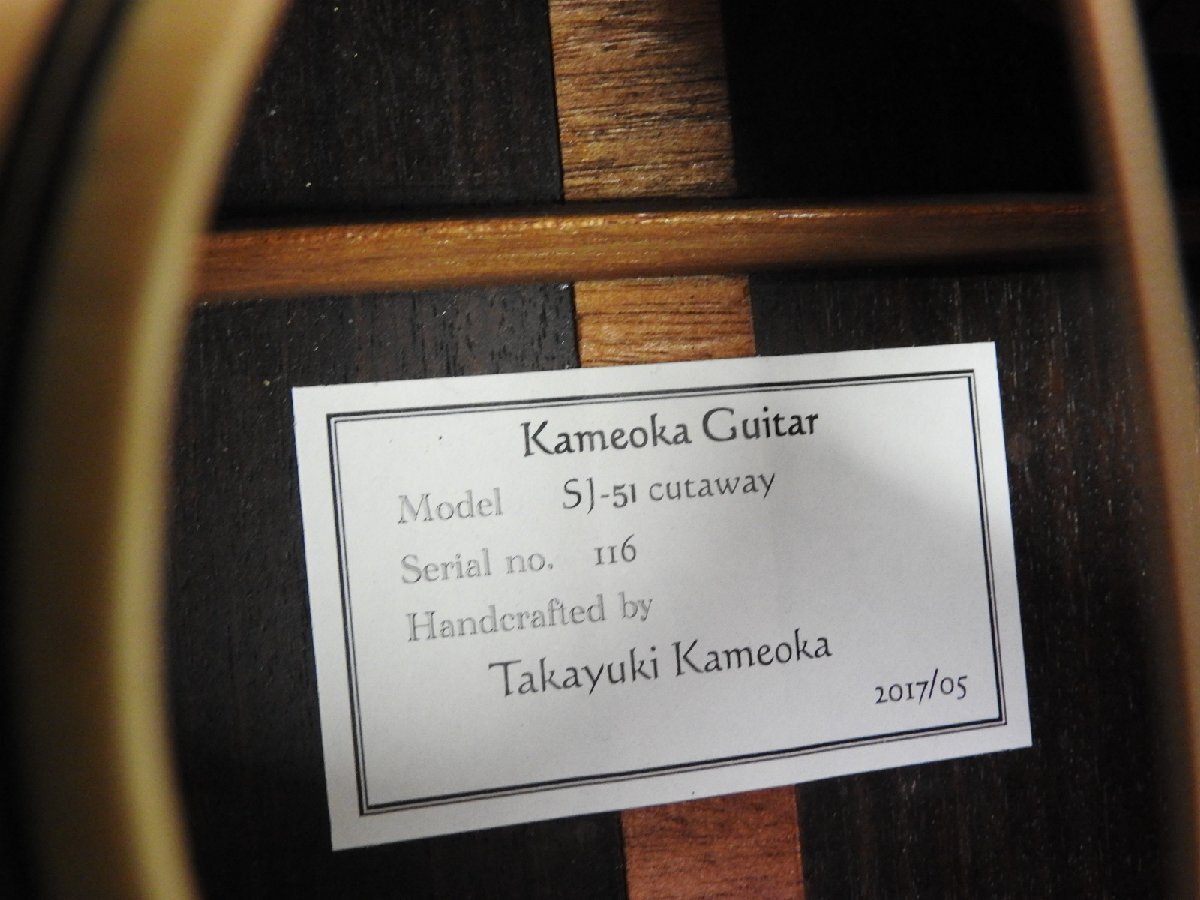 Kameoka Guitar
Model SJ-51 cutaway
Serial no. 116
Handcrafted by
Takayuki Kameoka
2017/05